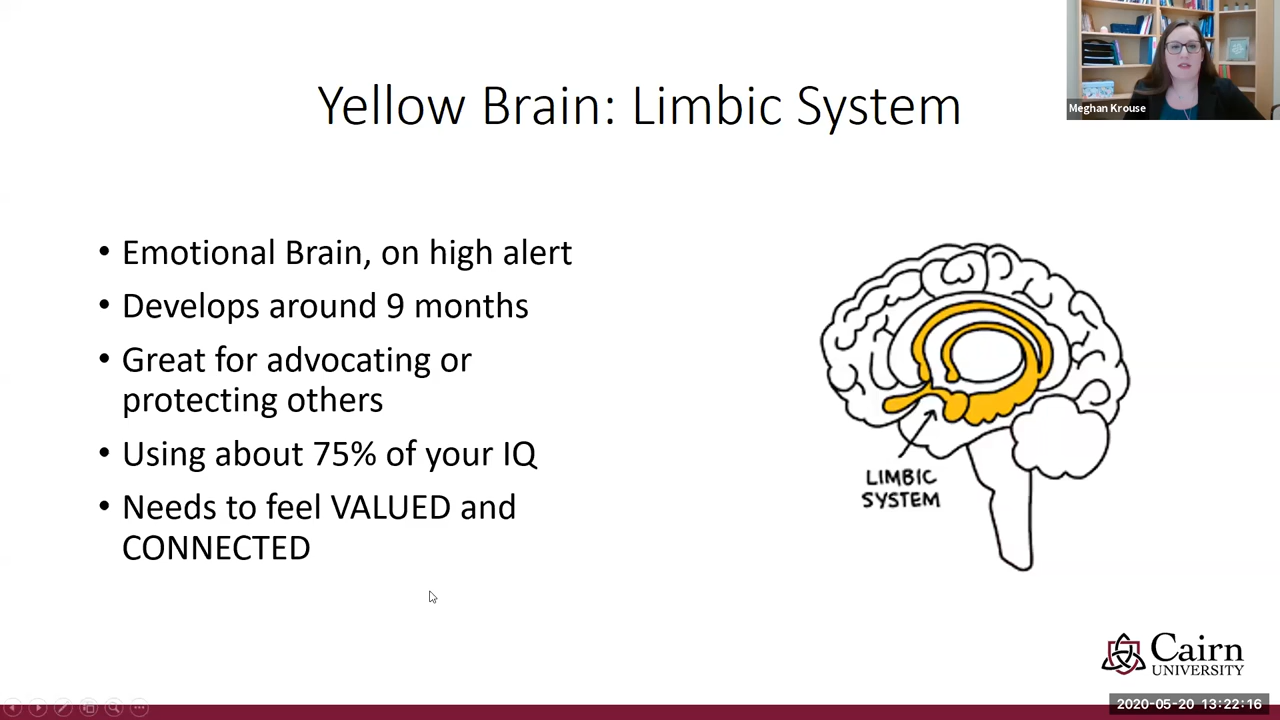 Yellow Brain: Limbic System
Meghan Krouse
• Emotional Brain, on high alert
• Develops around 9 months
• Great for advocating or
protecting others
• Using about 75% of your IQ
• Needs to feel VALUED and
CONNECTED
LIMBIC
SYSTEM
Cairn
UNIVERSITY
2020-05-20 13:22:16